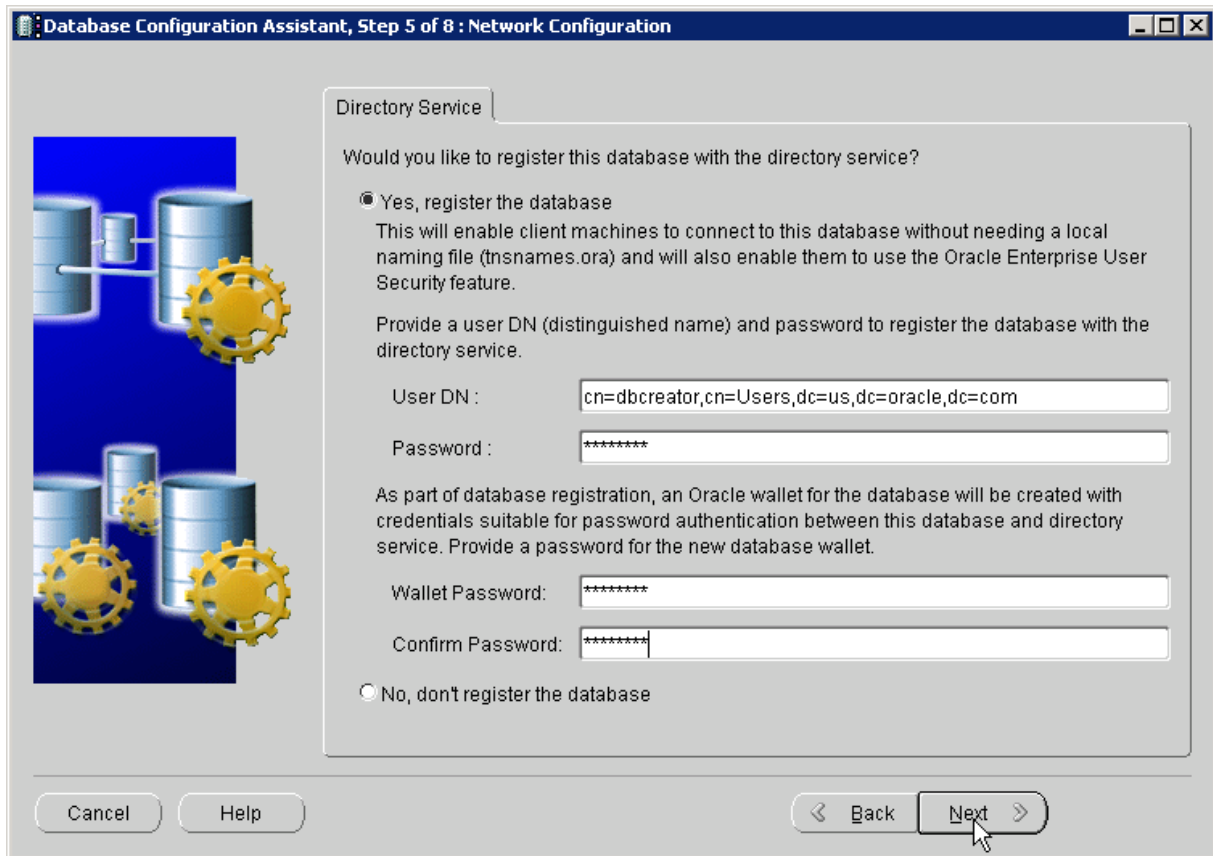 Database Configuration Assistant, Step 5 of 8 : Network Configuration
Directory Service
Would you like to register this database with the directory service?
Yes, register the database
This will enable client machines to connect to this database without needing a local
naming file (tnsnames.ora) and will also enable them to use the Oracle Enterprise User
Security feature.
Provide a user DN (distinguished name) and password to register the database with the
directory service.
User DN : cn=dbcreator,cn=Users,dc=us,dc=oracle,dc=com
Password : ********
As part of database registration, an Oracle wallet for the database will be created with
credentials suitable for password authentication between this database and directory
service. Provide a password for the new database wallet.
Wallet Password: ********
Confirm Password: ********
No, don't register the database
Cancel Help Back Next